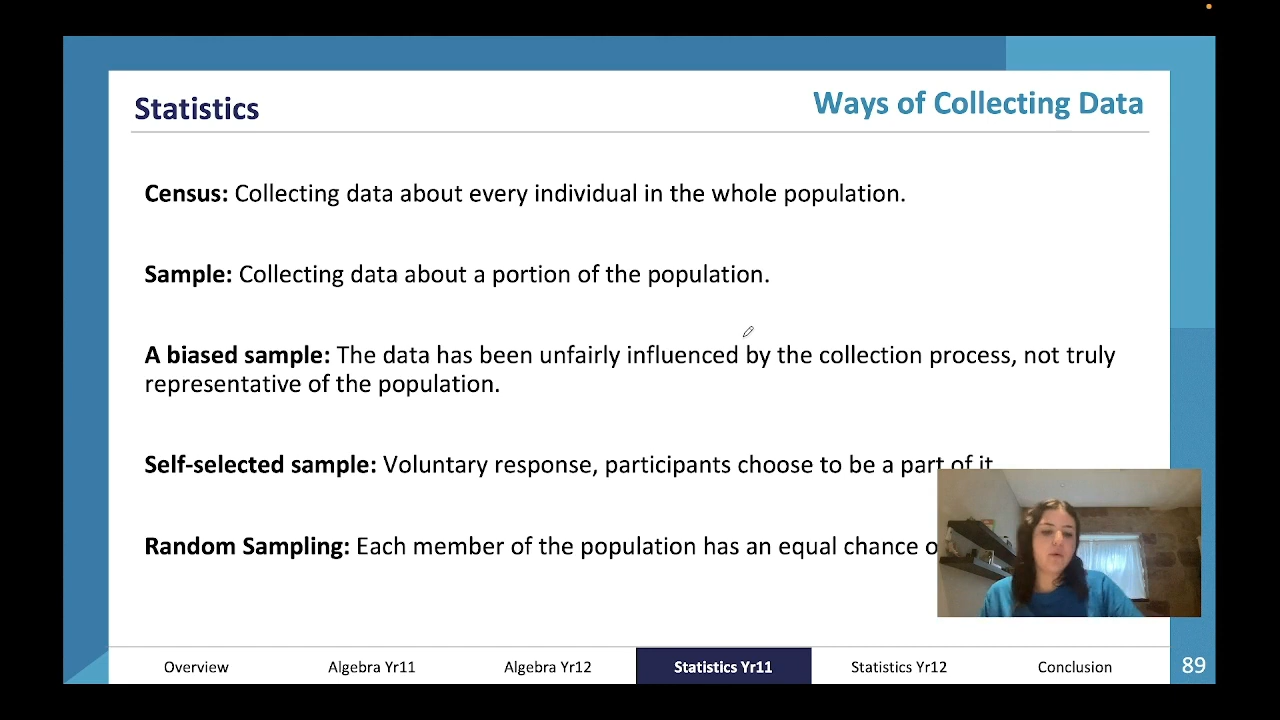 Statistics
Ways of Collecting Data
Census: Collecting data about every individual in the whole population.
Sample: Collecting data about a portion of the population.
A biased sample: The data has been unfairly influenced by the collection process, not truly
representative of the population.
Self-selected sample: Voluntary response, participants choose to be a part of it
Random Sampling: Each member of the population has an equal chance
Overview
Algebra Yr11
Algebra Yr12
Statistics Yr11
Statistics Yr12
Conclusion
89